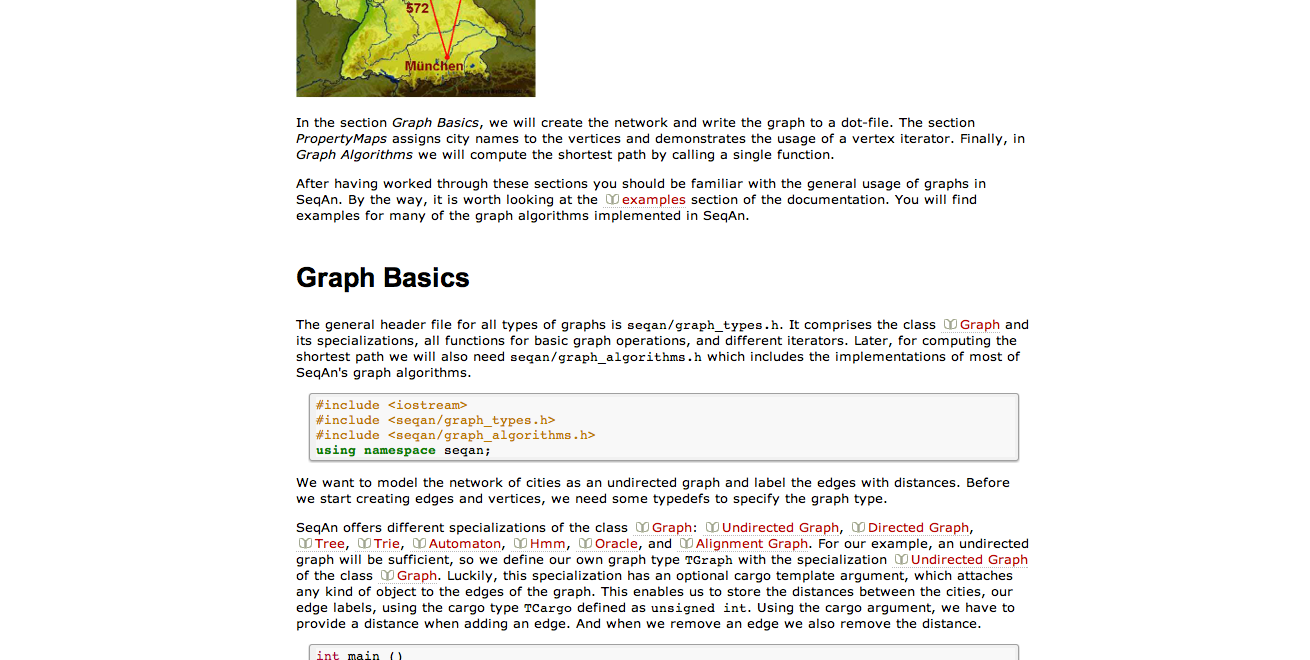 572
München
In the section Graph Basics, we will create the network and write the graph to a dot-file. The section
PropertyMaps assigns city names to the vertices and demonstrates the usage of a vertex iterator. Finally, in
Graph Algorithms we will compute the shortest path by calling a single function.
After having worked through these sections you should be familiar with the general usage of graphs in
SeqAn. By the way, it is worth looking at the examples section of the documentation. You will find
examples for many of the graph algorithms implemented in SeqAn.
Graph Basics
The general header file for all types of graphs is seqan/graph_types.h. It comprises the class Graph and
its specializations, all functions for basic graph operations, and different iterators. Later, for computing the
shortest path we will also need seqan/graph_algorithms.h which includes the implementations of most of
SeqAn's graph algorithms.
#include <iostream>
#include <seqan/graph_types.h>
#include <seqan/graph_algorithms.h>
using namespace seqan;
We want to model the network of cities as an undirected graph and label the edges with distances. Before
we start creating edges and vertices, we need some typedefs to specify the graph type.
SeqAn offers different specializations of the class Graph: Undirected Graph, Directed Graph,
Tree, Trie, Automaton, Hmm, Oracle, and Alignment Graph. For our example, an undirected
graph will be sufficient, so we define our own graph type TGraph with the specialization Undirected Graph
of the class Graph. Luckily, this specialization has an optional cargo template argument, which attaches
any kind of object to the edges of the graph. This enables us to store the distances between the cities, our
edge labels, using the cargo type TCargo defined as unsigned int. Using the cargo argument, we have to
provide a distance when adding an edge. And when we remove an edge we also remove the distance.
int main ()